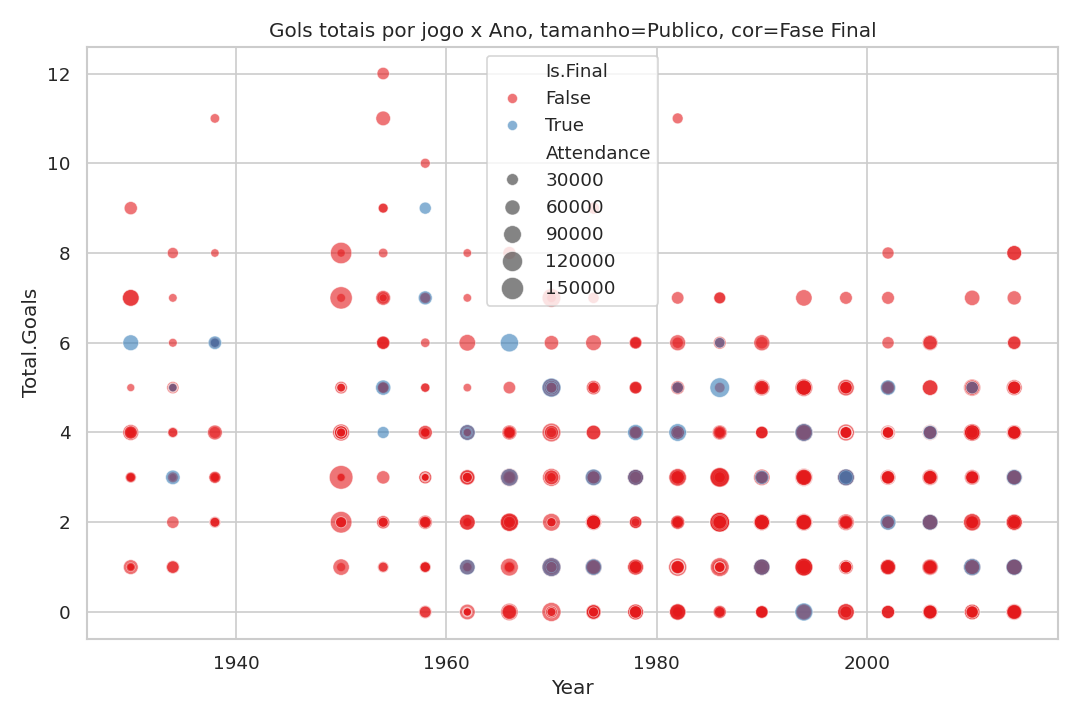 Gols totais por jogo x Ano, tamanho=Publico, cor=Fase Final
Total.Goals
12
10
8
6
4
2
0
Is.Final
False
True
Attendance
30000
60000
90000
120000
150000
1940
1960
1980
2000
Year